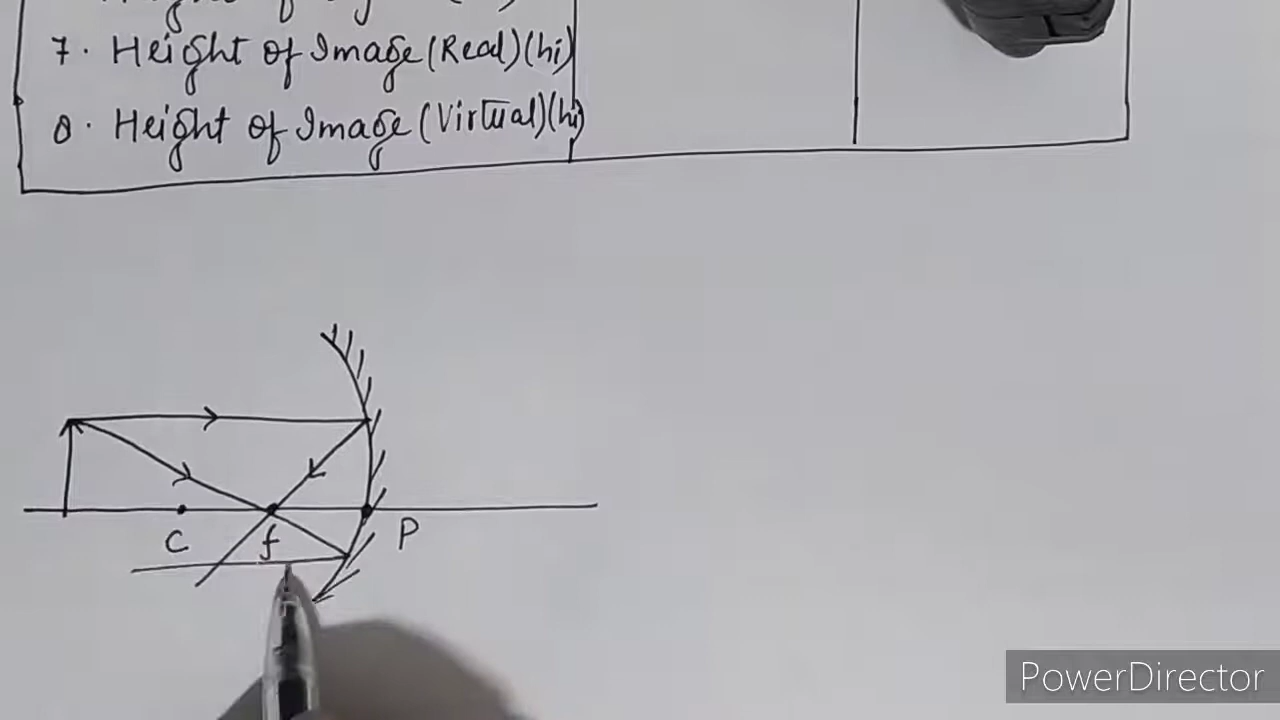 7. Height of Image (Real) (hi)
8. Height of Image (Virtual) (hi)
C f P
PowerDirector